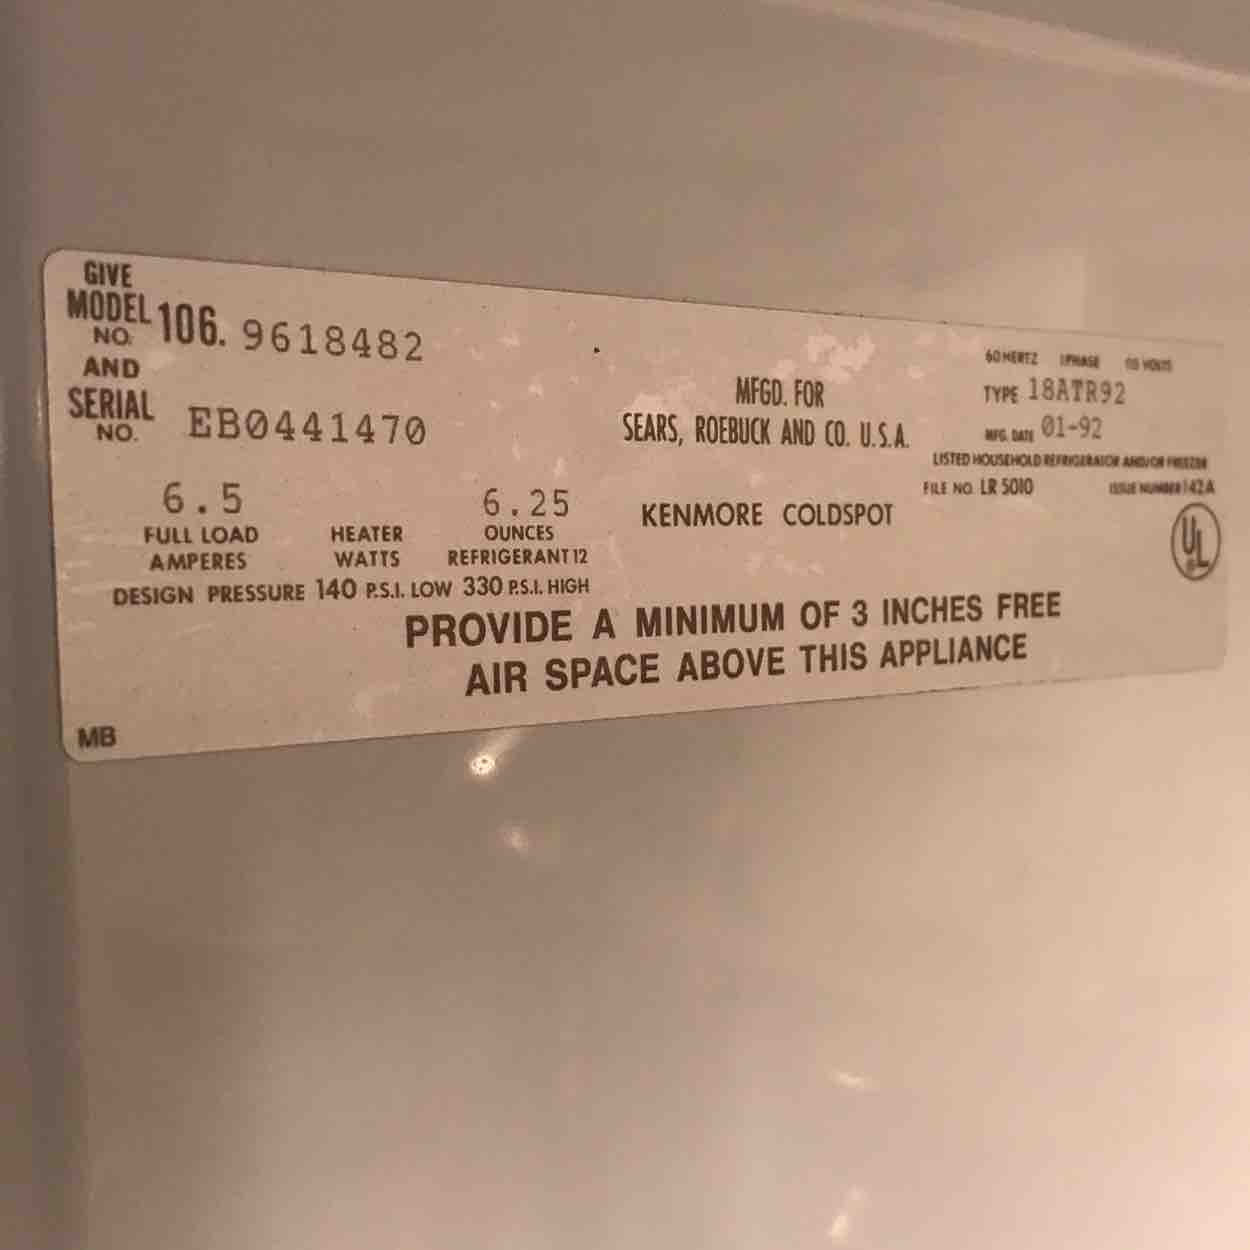 GIVE
MODEL
NO. 106. 9618482
AND
SERIAL
NO. EB0441470
6.5
FULL LOAD
AMPERES
HEATER
WATTS
6.25
OUNCES
REFRIGERANT 12
DESIGN PRESSURE 140 P.S.I. LOW 330 P.S.I. HIGH
MFGD. FOR
SEARS, ROEBUCK AND CO. U.S.A.
KENMORE COLDSPOT
60 HERTZ 1 PHASE 115 VOLTS
TYPE 18ATR92
MFG. DATE 01-92
LISTED HOUSEHOLD REFRIGERATOR AND/OR FREEZER
FILE NO. LR 5010 ISSUE NUMBER 142A
UL
PROVIDE A MINIMUM OF 3 INCHES FREE
AIR SPACE ABOVE THIS APPLIANCE
MB